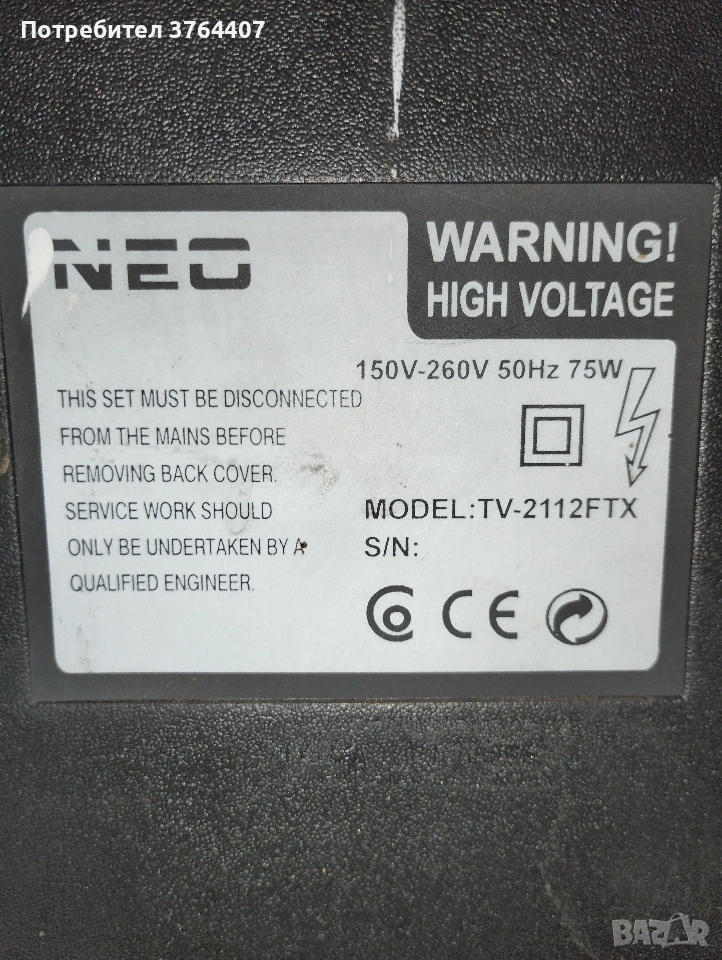 Потребител 3764407
NEO
WARNING!
HIGH VOLTAGE
150V-260V 50Hz 75W
THIS SET MUST BE DISCONNECTED
FROM THE MAINS BEFORE
REMOVING BACK COVER.
SERVICE WORK SHOULD
ONLY BE UNDERTAKEN BY A
QUALIFIED ENGINEER.
MODEL:TV-2112FTX
S/N:
CE
BAZAR